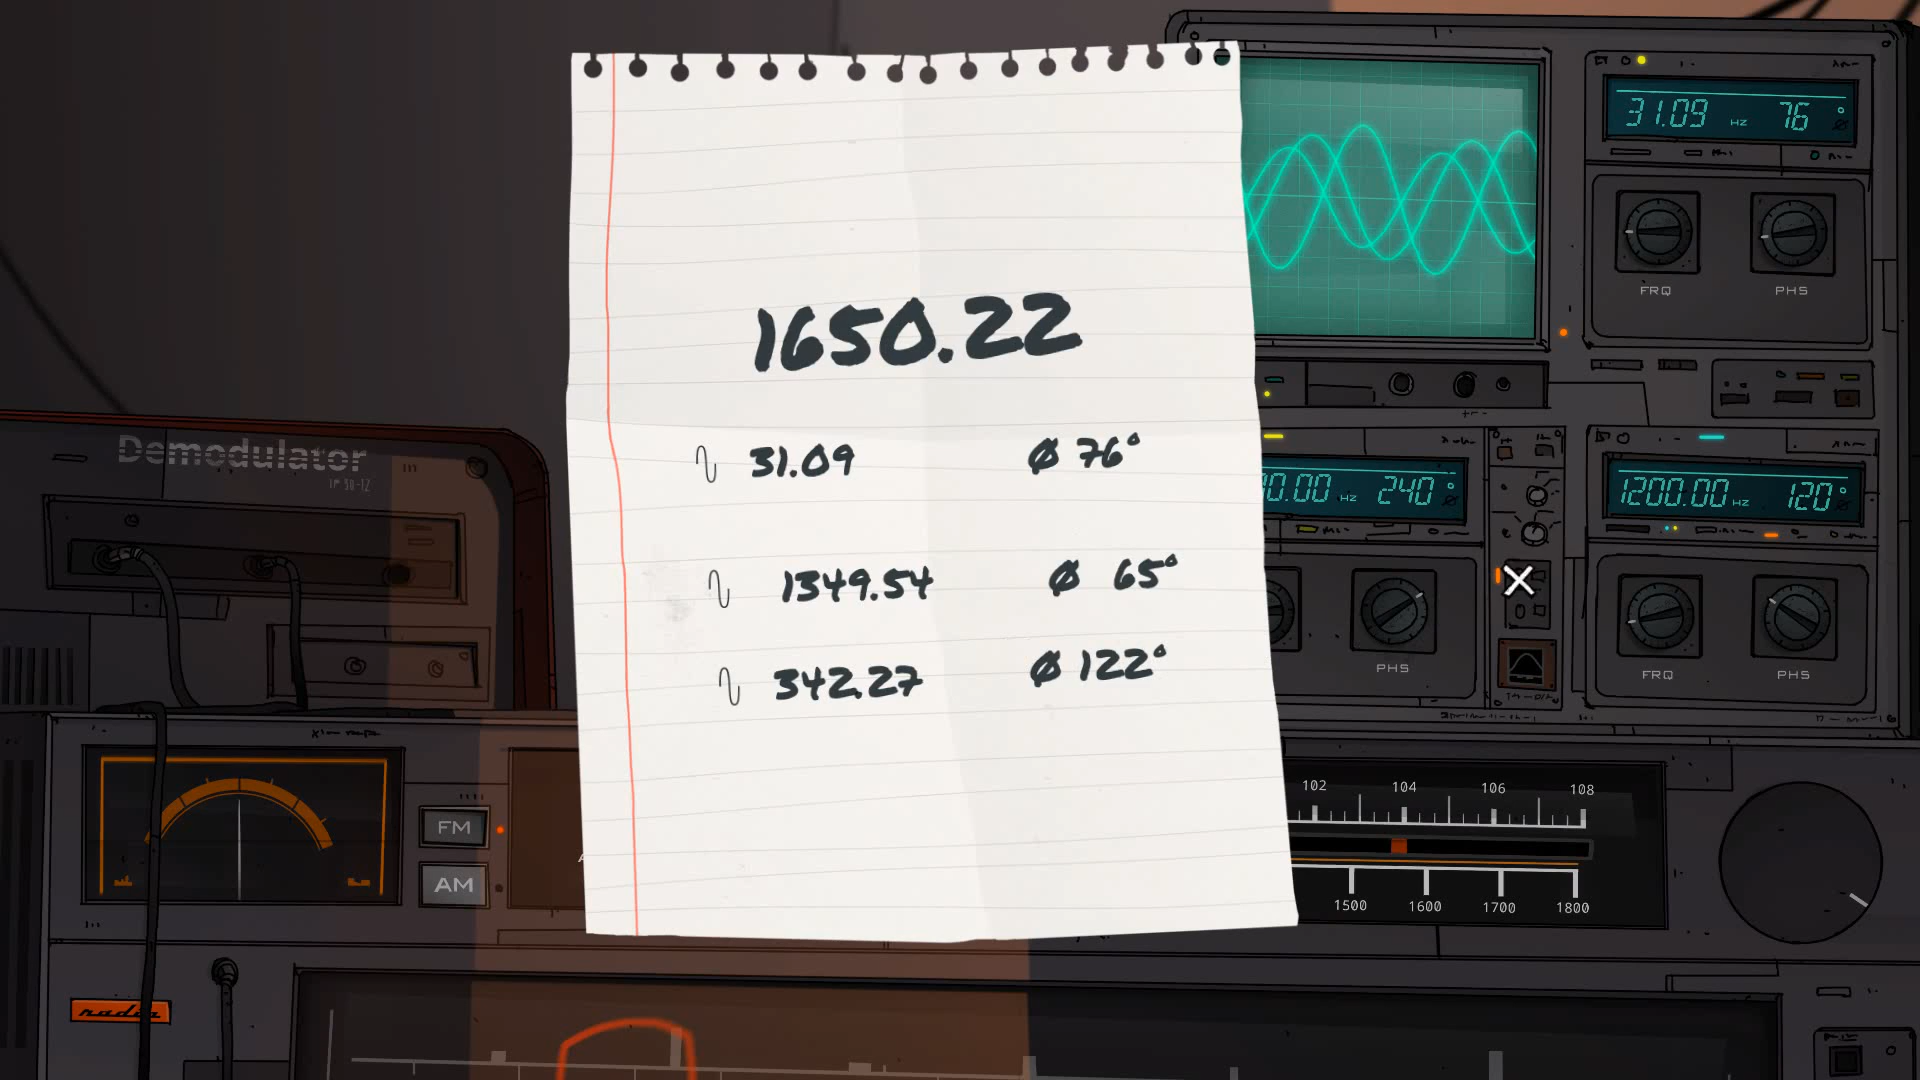 31.09 HZ 76°
1650.22
FRQ PHS
31.09 Ø 76°
Demodulator
0.00 HZ 240°
1200.00 HZ 120°
1349.54 Ø 65°
342.27 Ø 122°
PHS
FRQ PHS
102 104 106 108
FM
AM
1500 1600 1700 1800
radio